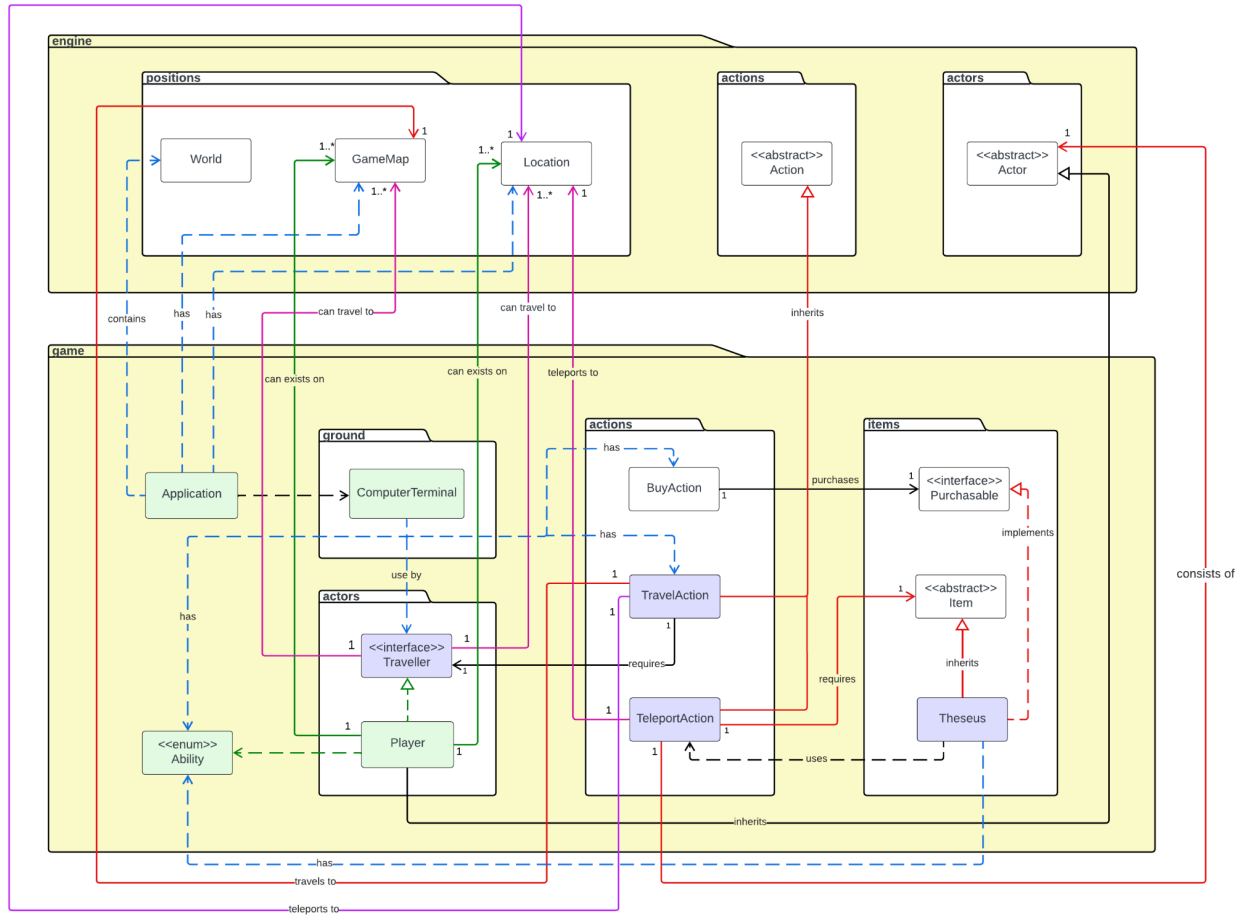 engine
positions
actions
actors
1
1
1
1..*
1..*
World
GameMap
Location
<<abstract>>
Action
<<abstract>>
Actor
1..*
1..*
1
can travel to
can travel to
contains
has
has
inherits
game
can exists on
can exists on
teleports to
ground
actions
items
has
Application
ComputerTerminal
BuyAction
1
purchases
1
<<interface>>
Purchasable
has
implements
use by
1
1
TravelAction
1
<<abstract>>
Item
1
consists of
actors
has
1
<<interface>>
Traveller
1
1
requires
inherits
requires
1
Player
1
1
TeleportAction
1
1
Theseus
<<enum>>
Ability
uses
inherits
has
travels to
teleports to